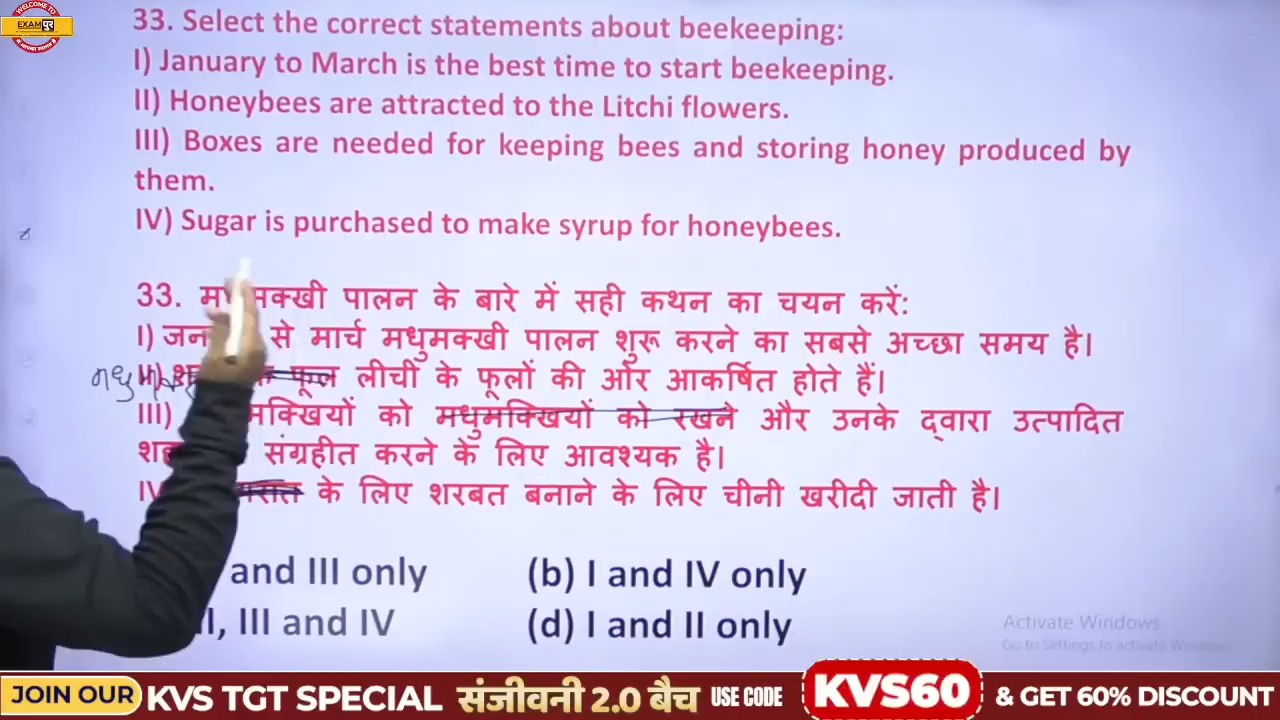 WELCOME TO
EXAMपुर
33. Select the correct statements about beekeeping:
I) January to March is the best time to start beekeeping.
II) Honeybees are attracted to the Litchi flowers.
III) Boxes are needed for keeping bees and storing honey produced by
them.
IV) Sugar is purchased to make syrup for honeybees.
33. पालन के बारे में सही कथन का चयन करें:
I) से मार्च मधुमक्खी पालन शुरू करने का सबसे अच्छा समय है।
II) फूल लीची के फूलों की ओर आकर्षित होते हैं।
III) को मधुमक्खियों को रखने और उनके द्वारा उत्पादित
संग्रहीत करने के लिए आवश्यक है।
के लिए शरबत बनाने के लिए चीनी खरीदी जाती है।
and III only (b) I and IV only
III and IV (d) I and II only
Activate Windows
Go to Settings to activate Windows.
JOIN OUR KVS TGT SPECIAL संजीवनी 2.0 बैच USE CODE KVS60 & GET 60% DISCOUNT